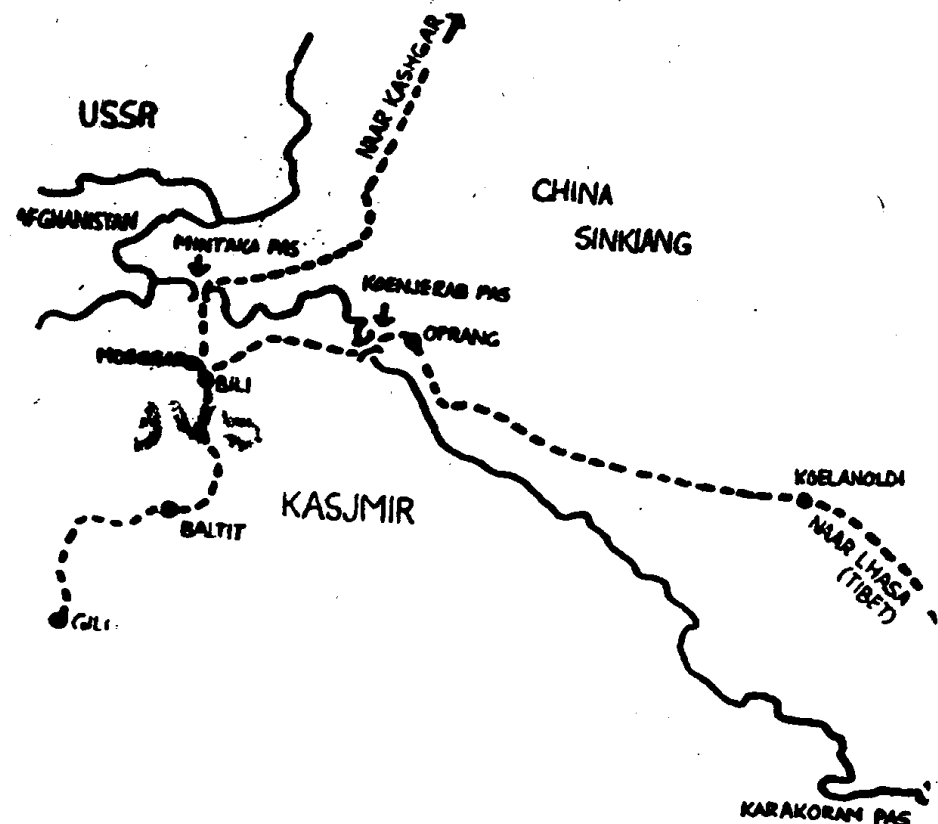 USSR
NAAR KASHGAR
CHINA
SINKIANG
AFGHANISTAN
MINTAKA PAS
KOENJERAB PAS
OPRANG
BILI
KOELANOLDI
NAAR LHASA
(TIBET)
KASJMIR
BALTIT
KARAKORAM PAS